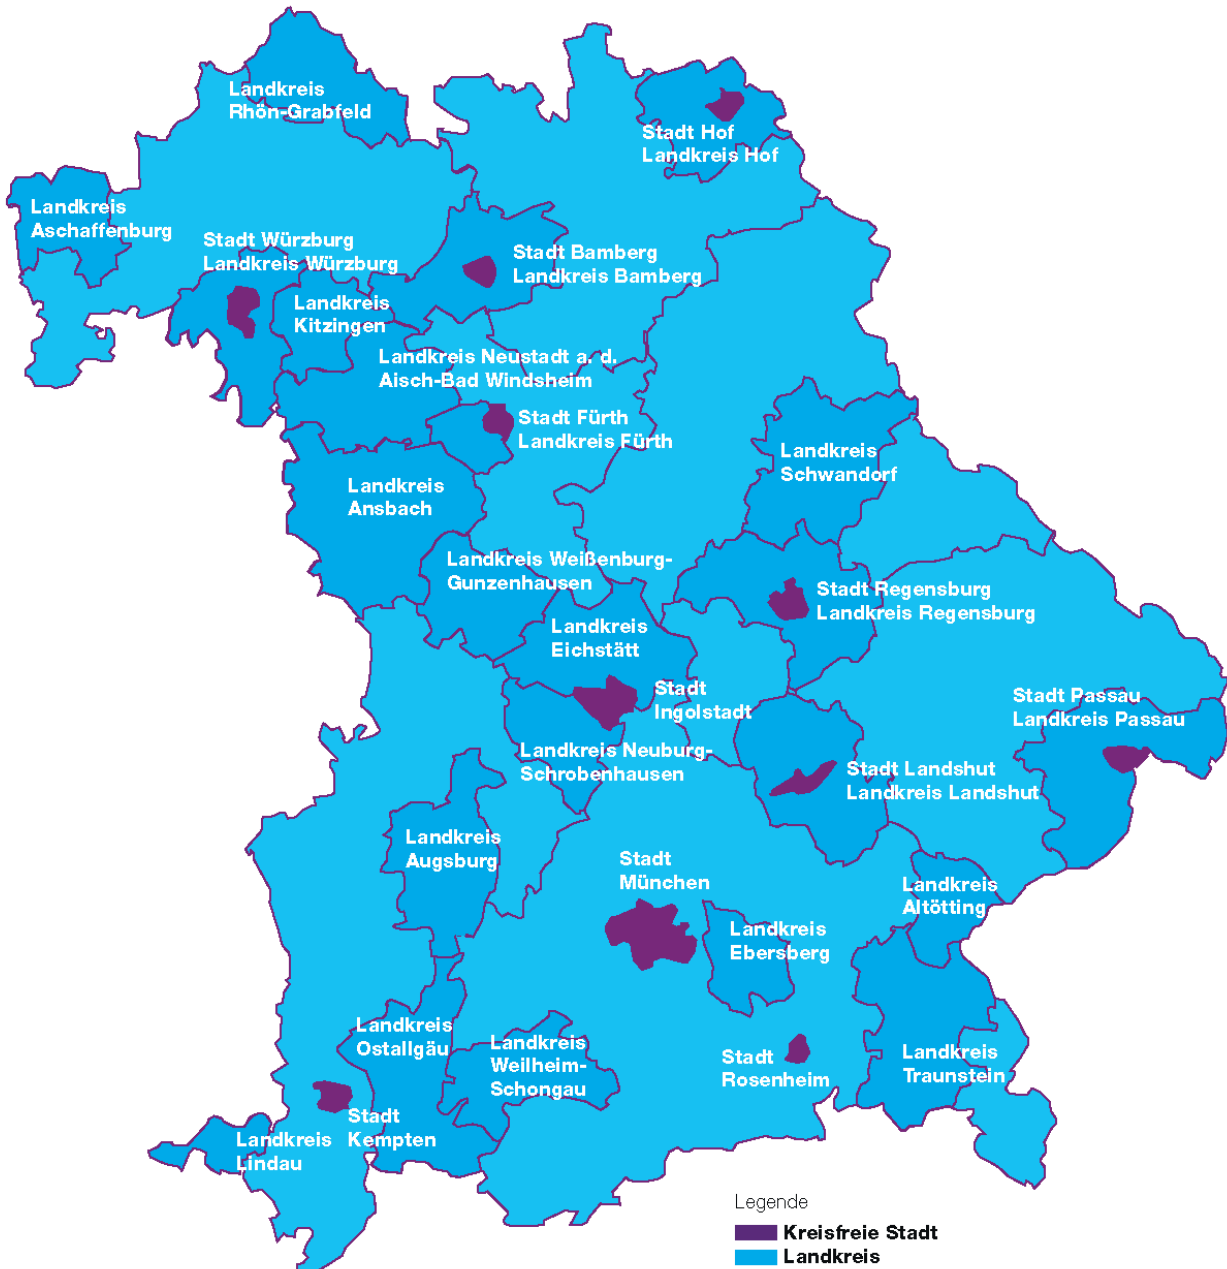 Landkreis
Rhön-Grabfeld
Stadt Hof
Landkreis Hof
Landkreis
Aschaffenburg
Stadt Würzburg
Landkreis Würzburg
Stadt Bamberg
Landkreis Bamberg
Landkreis
Kitzingen
Landkreis Neustadt a. d.
Aisch-Bad Windsheim
Stadt Fürth
Landkreis Fürth
Landkreis
Schwandorf
Landkreis
Ansbach
Landkreis Weißenburg-
Gunzenhausen
Stadt Regensburg
Landkreis Regensburg
Landkreis
Eichstätt
Stadt
Ingolstadt
Stadt Passau
Landkreis Passau
Landkreis Neuburg-
Schrobenhausen
Stadt Landshut
Landkreis Landshut
Landkreis
Augsburg
Stadt
München
Landkreis
Altötting
Landkreis
Ebersberg
Landkreis
Ostallgäu
Landkreis
Weilheim-
Schongau
Stadt
Rosenheim
Landkreis
Traunstein
Stadt
Kempten
Landkreis
Lindau
Legende
Kreisfreie Stadt
Landkreis